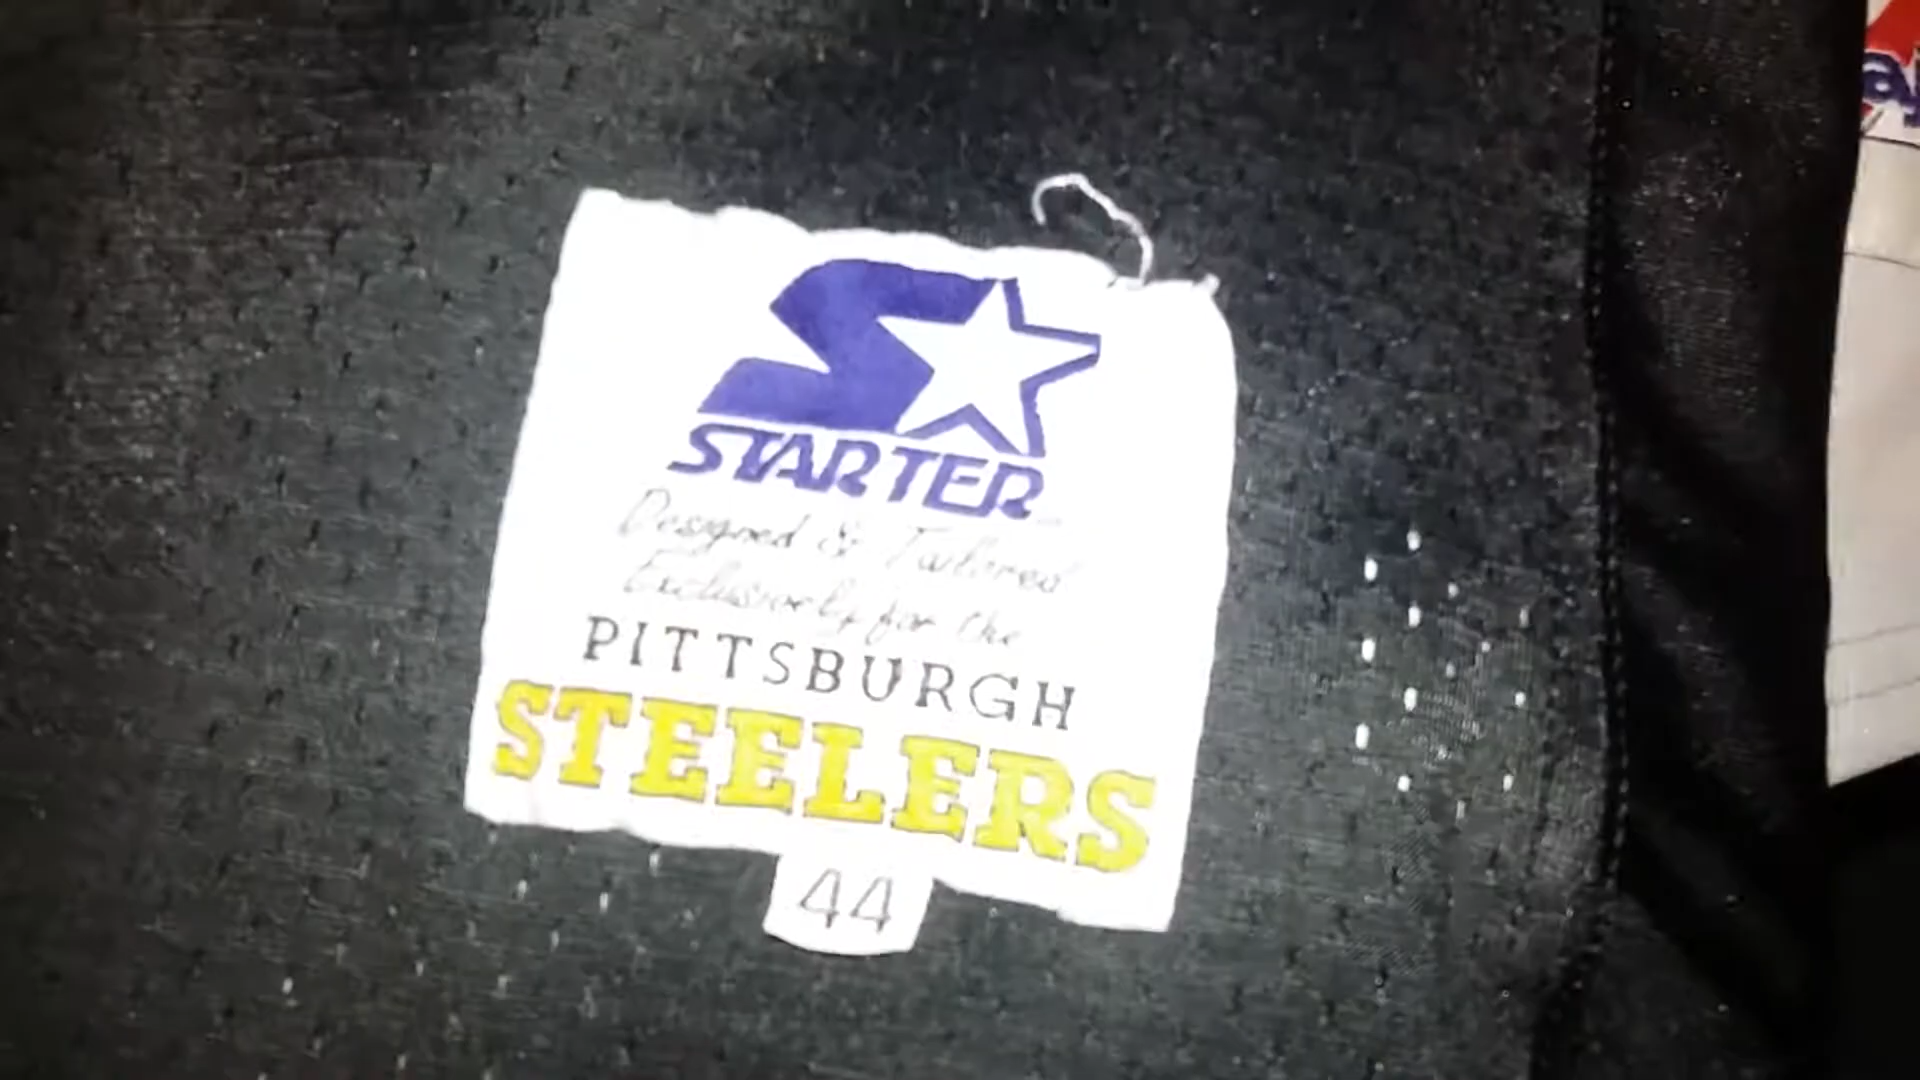 STARTER
Designed & Tailored
Exclusively for the
PITTSBURGH
STEELERS
44